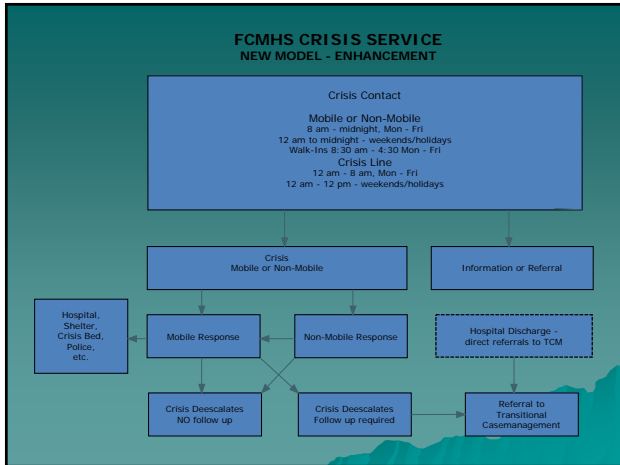 FCMHS CRISIS SERVICE
NEW MODEL - ENHANCEMENT
Crisis Contact
Mobile or Non-Mobile
8 am - midnight, Mon - Fri
12 am to midnight - weekends/holidays
Walk-Ins 8:30 am - 4:30 Mon - Fri
Crisis Line
12 am - 8 am, Mon - Fri
12 am - 12 pm - weekends/holidays
Crisis
Mobile or Non-Mobile
Information or Referral
Hospital,
Shelter,
Crisis Bed,
Police,
etc.
Mobile Response
Non-Mobile Response
Hospital Discharge -
direct referrals to TCM
Crisis Deescalates
NO follow up
Crisis Deescalates
Follow up required
Referral to
Transitional
Casemanagement